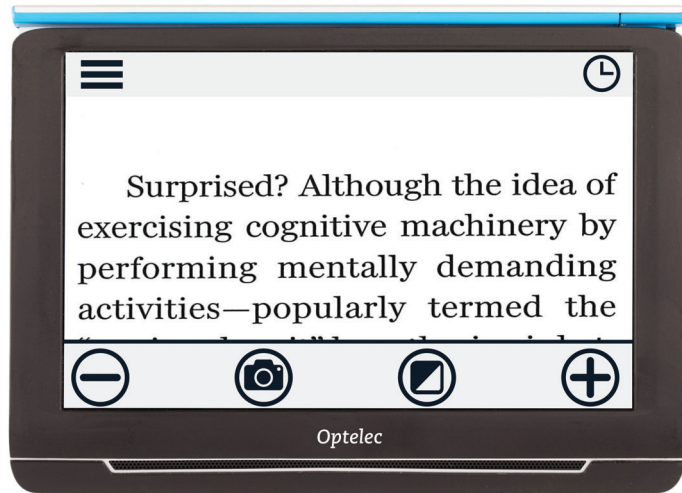 Surprised? Although the idea of
exercising cognitive machinery by
performing mentally demanding
activities—popularly termed the
Optelec